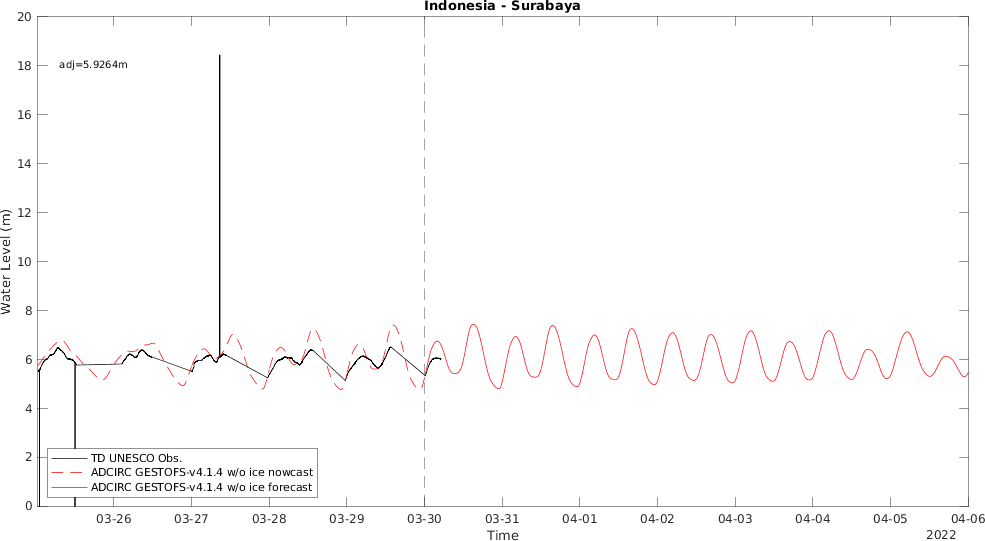 Indonesia - Surabaya
20
18
adj=5.9264m
16
14
12
10
8
6
4
2
0
Water Level (m)
TD UNESCO Obs.
ADCIRC GESTOFS-v4.1.4 w/o ice nowcast
ADCIRC GESTOFS-v4.1.4 w/o ice forecast
03-26 03-27 03-28 03-29 03-30 03-31 04-01 04-02 04-03 04-04 04-05 04-06
Time
2022